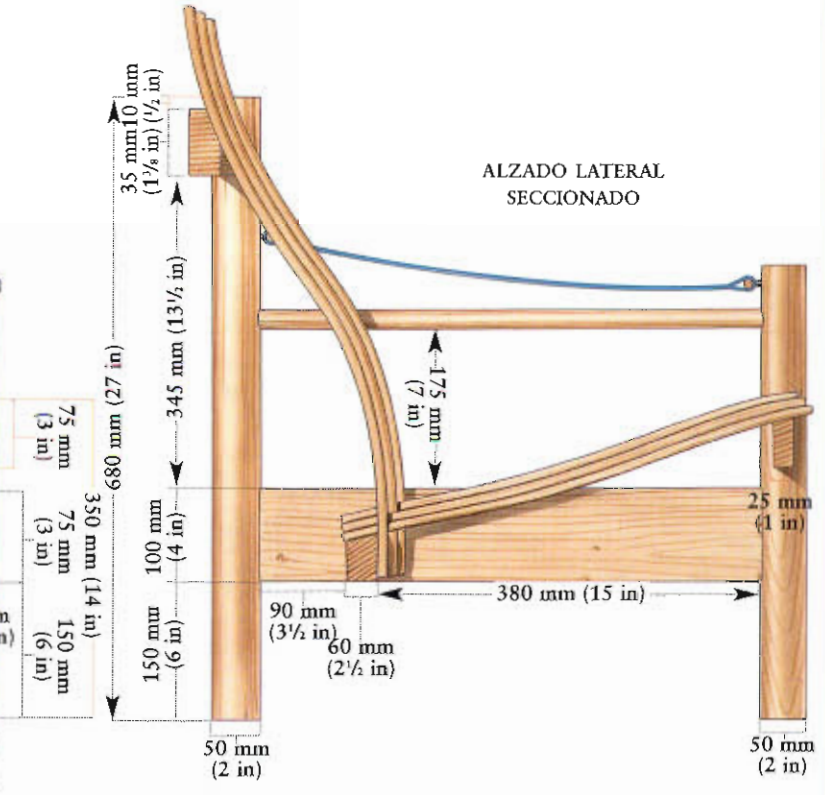 35 mm
(1³/₈ in)
10 mm
(½ in)
ALZADO LATERAL
SECCIONADO
680 mm (27 in)
345 mm (13½ in)
175 mm
(7 in)
75 mm
(3 in)
350 mm (14 in)
75 mm
(3 in)
100 mm
(4 in)
25 mm
(1 in)
380 mm (15 in)
150 mm
(6 in)
150 mm
(6 in)
90 mm
(3½ in)
60 mm
(2½ in)
50 mm
(2 in)
50 mm
(2 in)